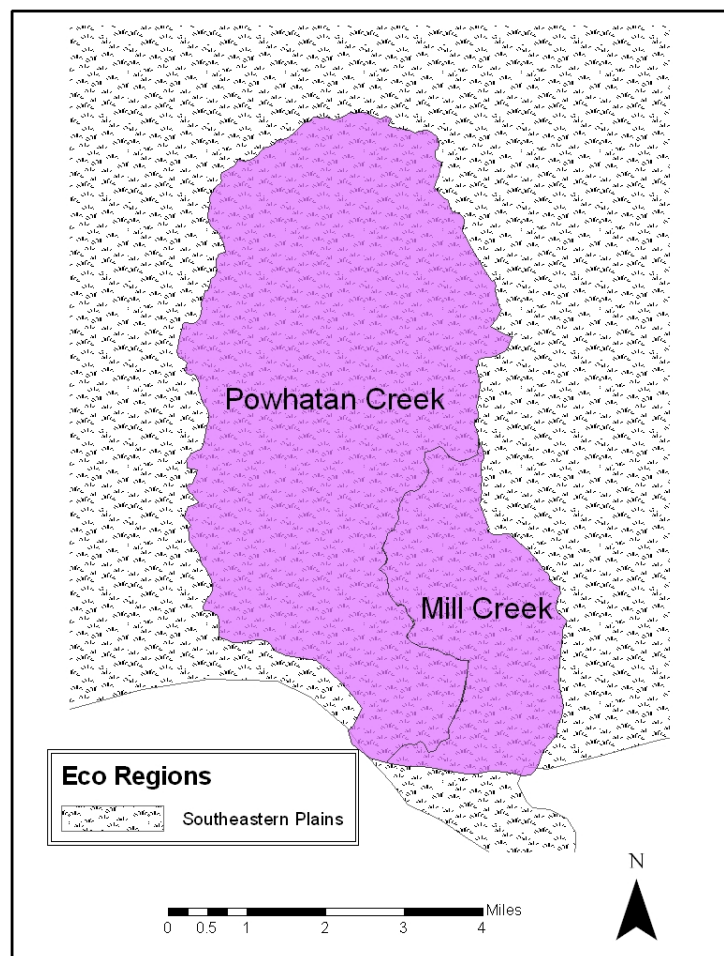 Powhatan Creek
Mill Creek
Eco Regions
Southeastern Plains
N
Miles
0 0.5 1 2 3 4